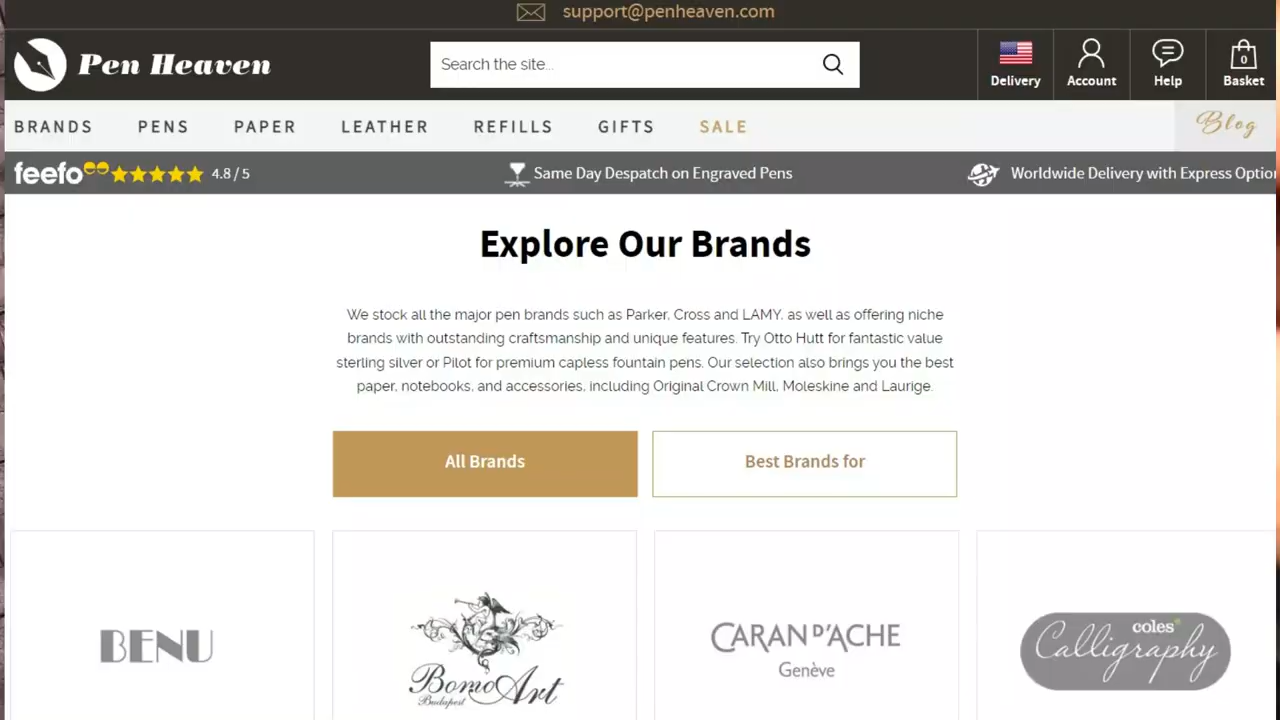 support@penheaven.com
Pen Heaven
Search the site...
Delivery
Account
Help
0
Basket
BRANDS PENS PAPER LEATHER REFILLS GIFTS SALE
Blog
feefo 4.8 / 5
Same Day Despatch on Engraved Pens
Worldwide Delivery with Express Optio
Explore Our Brands
We stock all the major pen brands such as Parker, Cross and LAMY, as well as offering niche
brands with outstanding craftsmanship and unique features. Try Otto Hutt for fantastic value
sterling silver or Pilot for premium capless fountain pens. Our selection also brings you the best
paper, notebooks, and accessories, including Original Crown Mill, Moleskine and Laurige.
All Brands
Best Brands for
BENU
BomoArt
Budapest
CARAN D'ACHE
Genève
coles
Calligraphy